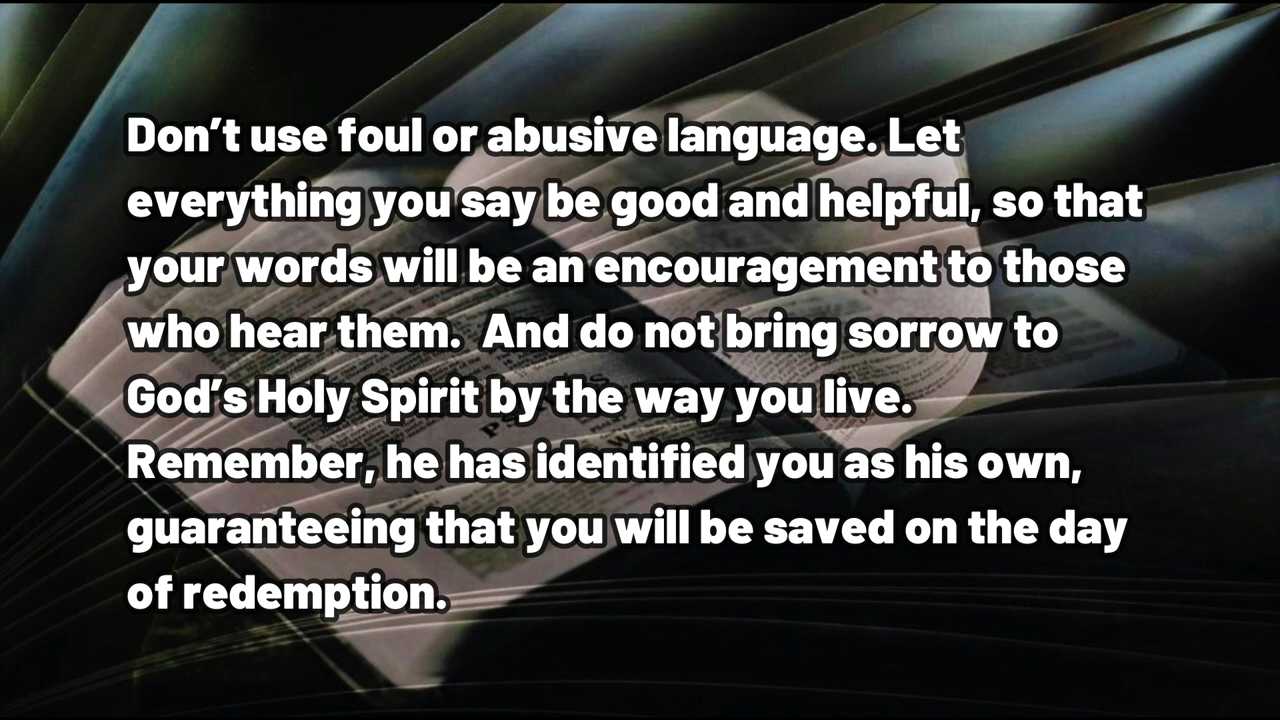 Don’t use foul or abusive language. Let
everything you say be good and helpful, so that
your words will be an encouragement to those
who hear them.  And do not bring sorrow to
God’s Holy Spirit by the way you live.
Remember, he has identified you as his own,
guaranteeing that you will be saved on the day
of redemption.